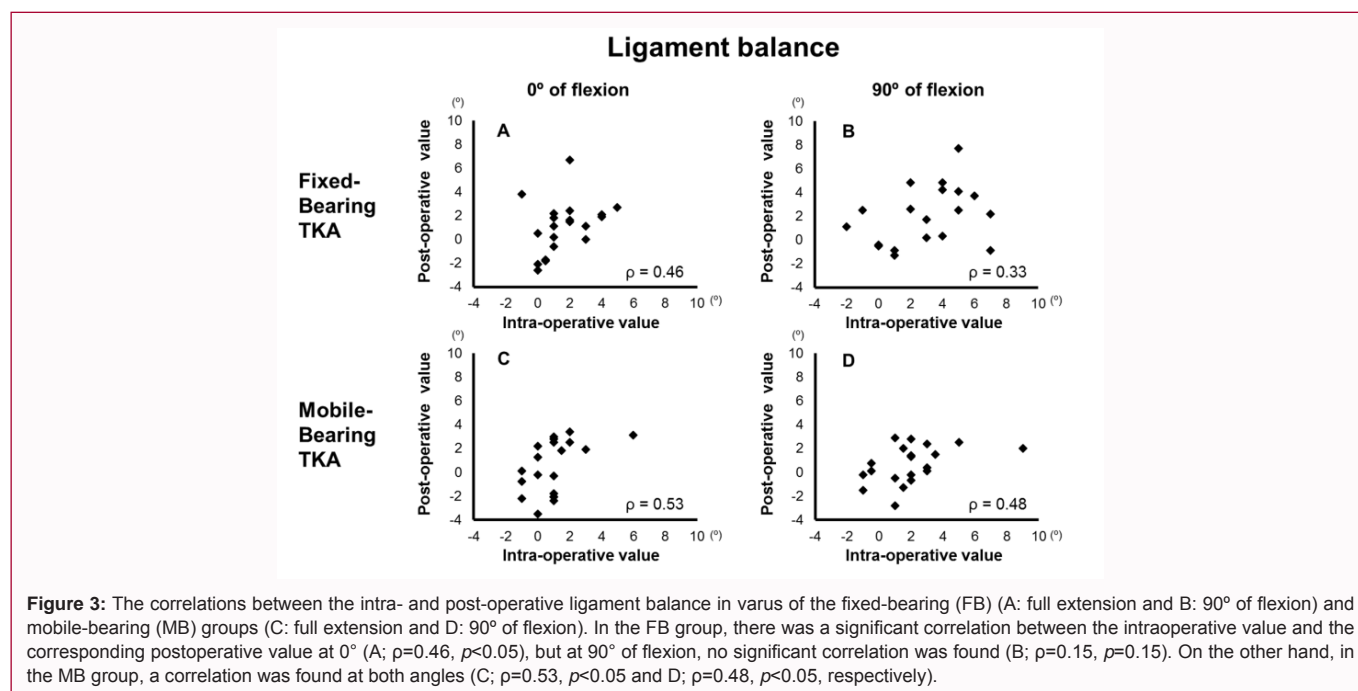 Ligament balance
0º of flexion
90º of flexion
Fixed-
Bearing
TKA
(º)
Post-operative value
10
8
6
4
2
0
-2
-4
A
ρ = 0.46
-4 -2 0 2 4 6 8 10 (º)
Intra-operative value
(º)
Post-operative value
10
8
6
4
2
0
-2
-4
B
ρ = 0.33
-4 -2 0 2 4 6 8 10 (º)
Intra-operative value
Mobile-
Bearing
TKA
(º)
Post-operative value
10
8
6
4
2
0
-2
-4
C
ρ = 0.53
-4 -2 0 2 4 6 8 10 (º)
Intra-operative value
(º)
Post-operative value
10
8
6
4
2
0
-2
-4
D
ρ = 0.48
-4 -2 0 2 4 6 8 10 (º)
Intra-operative value
Figure 3: The correlations between the intra- and post-operative ligament balance in varus of the fixed-bearing (FB) (A: full extension and B: 90º of flexion) and
mobile-bearing (MB) groups (C: full extension and D: 90º of flexion). In the FB group, there was a significant correlation between the intraoperative value and the
corresponding postoperative value at 0° (A; ρ=0.46, p<0.05), but at 90° of flexion, no significant correlation was found (B; ρ=0.15, p=0.15). On the other hand, in
the MB group, a correlation was found at both angles (C; ρ=0.53, p<0.05 and D; ρ=0.48, p<0.05, respectively).